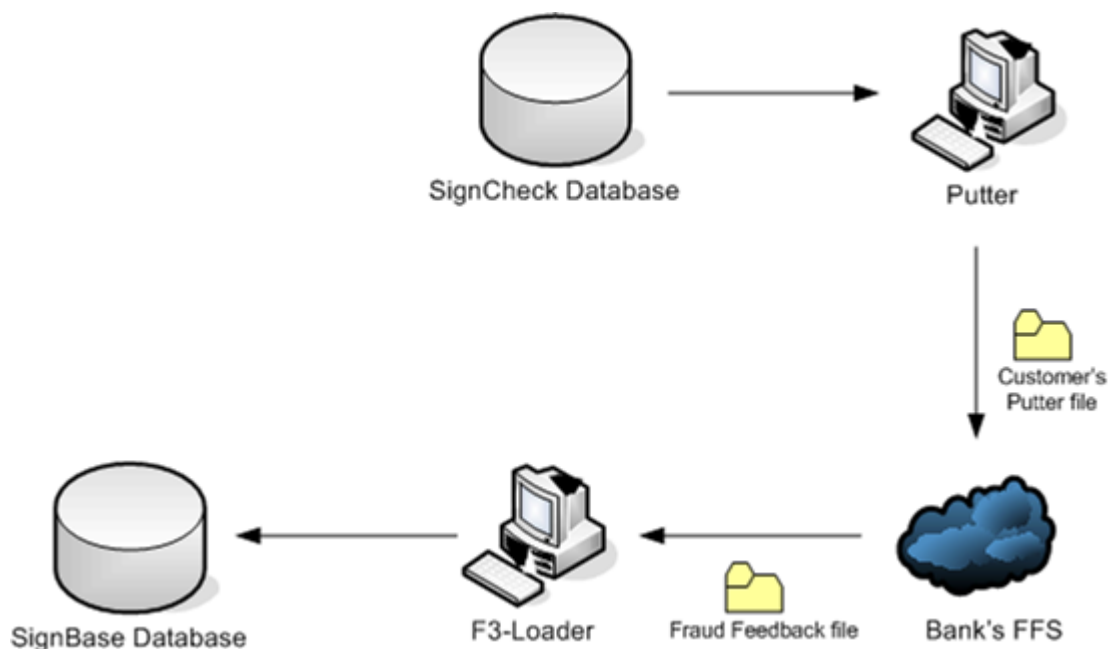 SignCheck Database
Putter
Customer's
Putter file
SignBase Database
F3-Loader
Fraud Feedback file
Bank's FFS